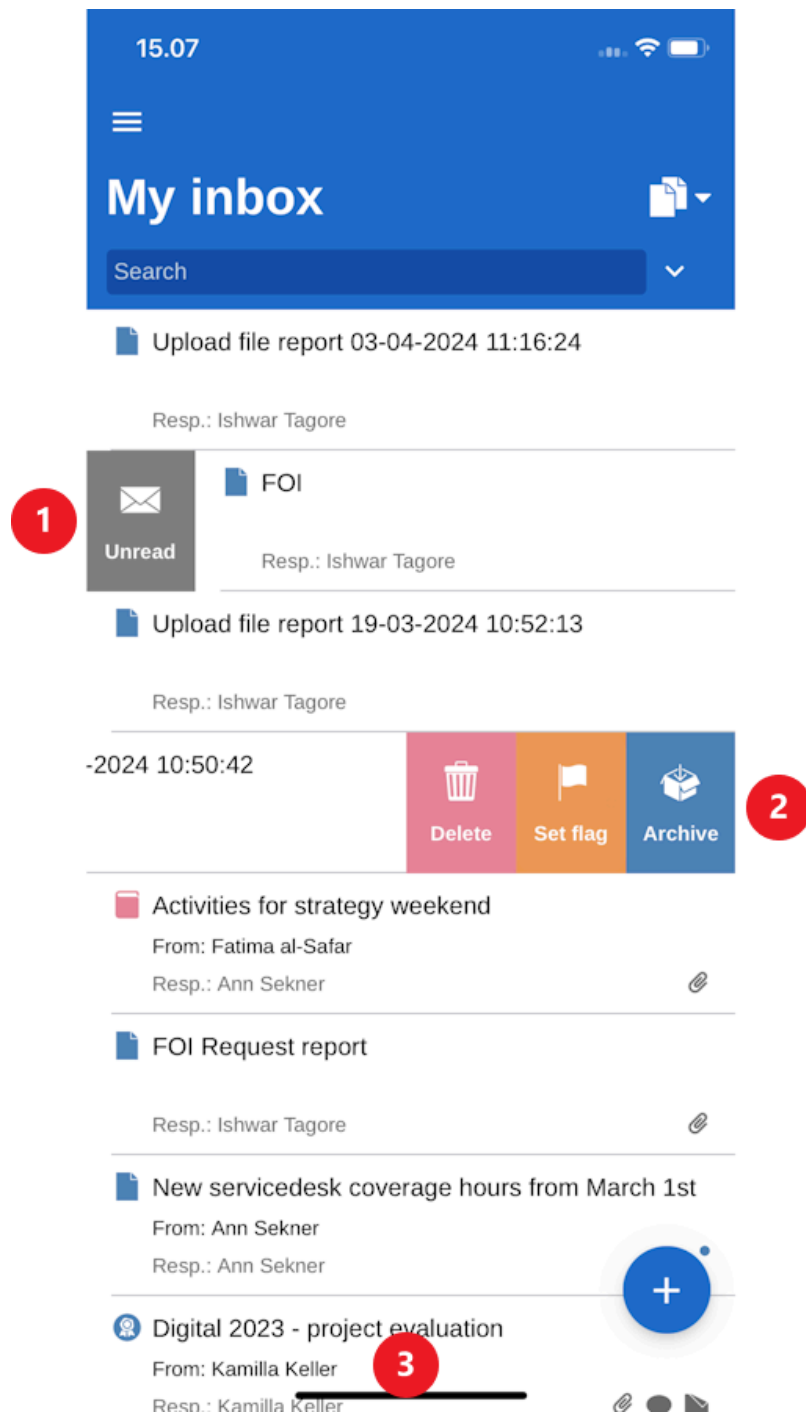 15.07
My inbox
Search
Upload file report 03-04-2024 11:16:24
Resp.: Ishwar Tagore
1
Unread
FOI
Resp.: Ishwar Tagore
Upload file report 19-03-2024 10:52:13
Resp.: Ishwar Tagore
-2024 10:50:42
Delete
Set flag
Archive
2
Activities for strategy weekend
From: Fatima al-Safar
Resp.: Ann Sekner
FOI Request report
Resp.: Ishwar Tagore
New servicedesk coverage hours from March 1st
From: Ann Sekner
Resp.: Ann Sekner
+
Digital 2023 - project evaluation
From: Kamilla Keller
3
Resp.: Kamilla Keller